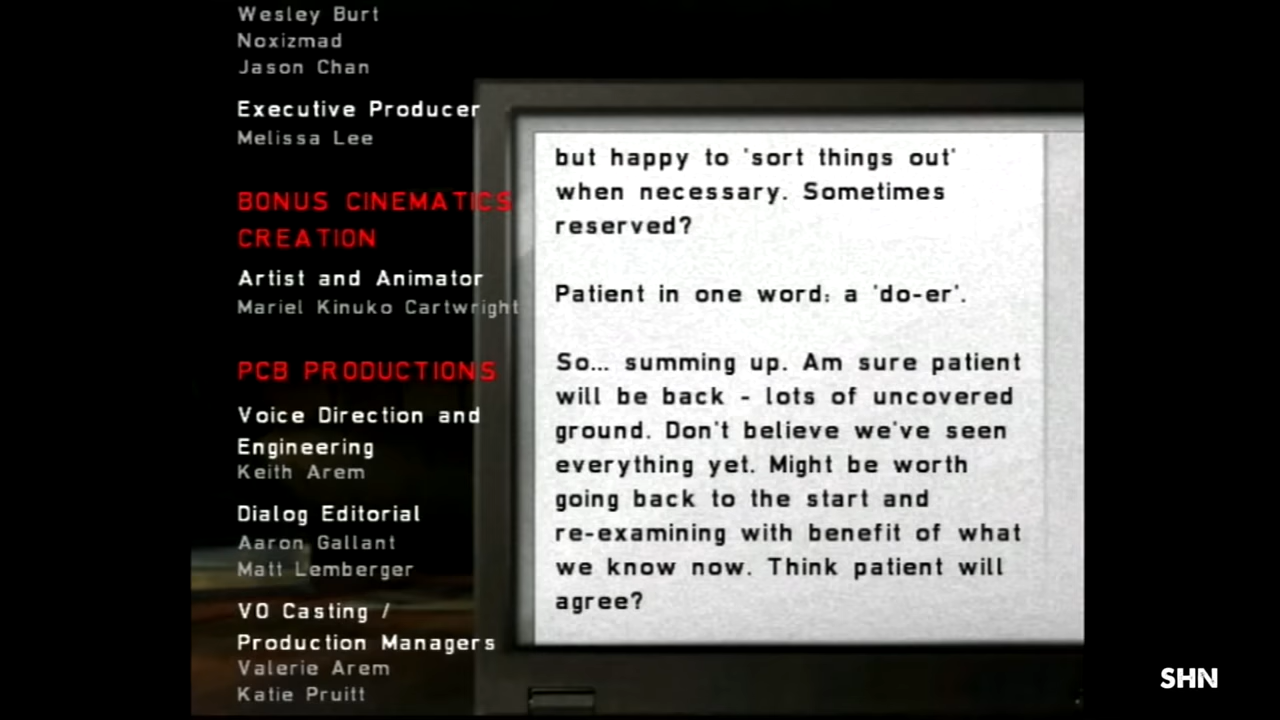 Wesley Burt
Noxizmad
Jason Chan
Executive Producer
Melissa Lee
BONUS CINEMATICS
CREATION
Artist and Animator
Mariel Kinuko Cartwright
PCB PRODUCTIONS
Voice Direction and
Engineering
Keith Arem
Dialog Editorial
Aaron Gallant
Matt Lemberger
VO Casting /
Production Managers
Valerie Arem
Katie Pruitt
but happy to 'sort things out'
when necessary. Sometimes
reserved?
Patient in one word: a 'do-er'.
So... summing up. Am sure patient
will be back - lots of uncovered
ground. Don't believe we've seen
everything yet. Might be worth
going back to the start and
re-examining with benefit of what
we know now. Think patient will
agree?
SHN